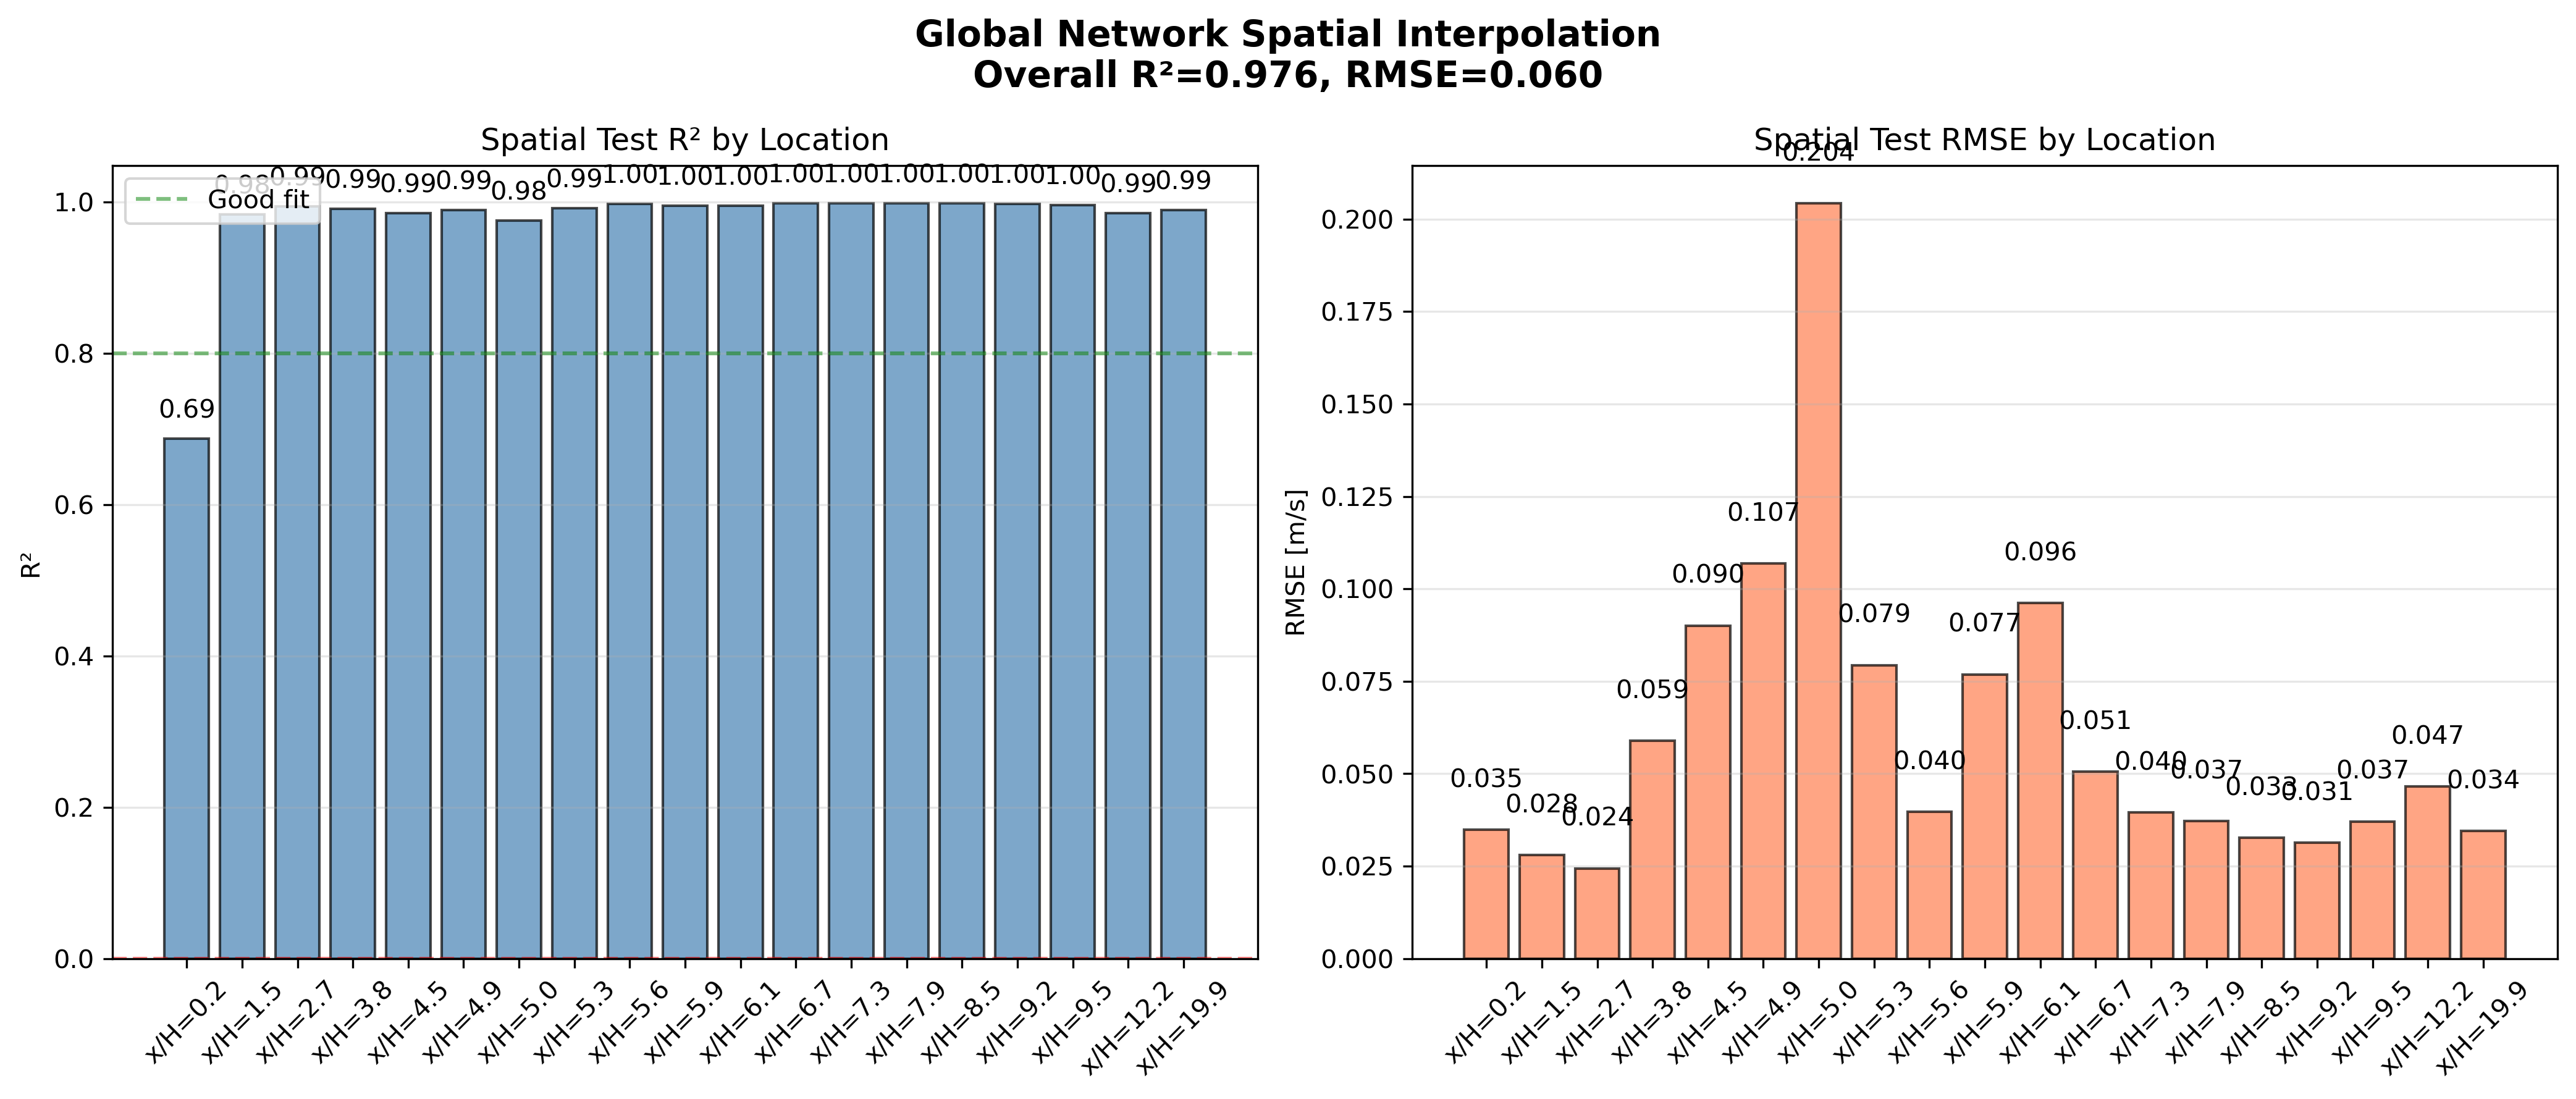 Global Network Spatial Interpolation
Overall R²=0.976, RMSE=0.060
Spatial Test R² by Location
R²
1.0
0.8
0.6
0.4
0.2
0.0
Good fit
0.69
0.98
0.99
0.99
0.99
0.99
0.98
0.99
1.00
1.00
1.00
1.00
1.00
1.00
1.00
1.00
1.00
0.99
0.99
x/H=0.2
x/H=1.5
x/H=2.7
x/H=3.8
x/H=4.5
x/H=4.9
x/H=5.0
x/H=5.3
x/H=5.6
x/H=5.9
x/H=6.1
x/H=6.7
x/H=7.3
x/H=7.9
x/H=8.5
x/H=9.2
x/H=9.5
x/H=12.2
x/H=19.9
Spatial Test RMSE by Location
RMSE [m/s]
0.200
0.175
0.150
0.125
0.100
0.075
0.050
0.025
0.000
0.035
0.028
0.024
0.059
0.090
0.107
0.204
0.079
0.040
0.077
0.096
0.051
0.040
0.037
0.033
0.031
0.037
0.047
0.034
x/H=0.2
x/H=1.5
x/H=2.7
x/H=3.8
x/H=4.5
x/H=4.9
x/H=5.0
x/H=5.3
x/H=5.6
x/H=5.9
x/H=6.1
x/H=6.7
x/H=7.3
x/H=7.9
x/H=8.5
x/H=9.2
x/H=9.5
x/H=12.2
x/H=19.9